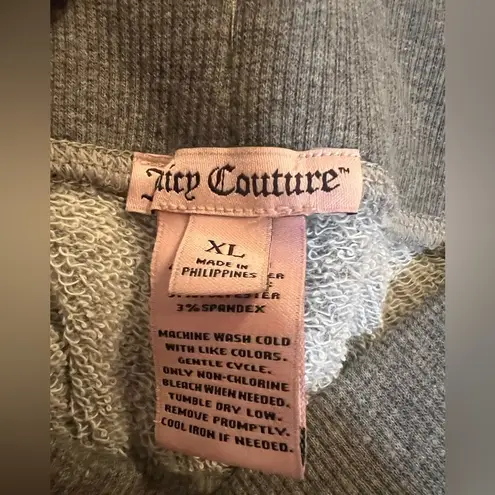 Juicy Couture™
XL
MADE IN
PHILIPPINES
3% SPANDEX
MACHINE WASH COLD
WITH LIKE COLORS.
GENTLE CYCLE.
ONLY NON-CHLORINE
BLEACH WHEN NEEDED.
TUMBLE DRY LOW.
REMOVE PROMPTLY.
COOL IRON IF NEEDED.